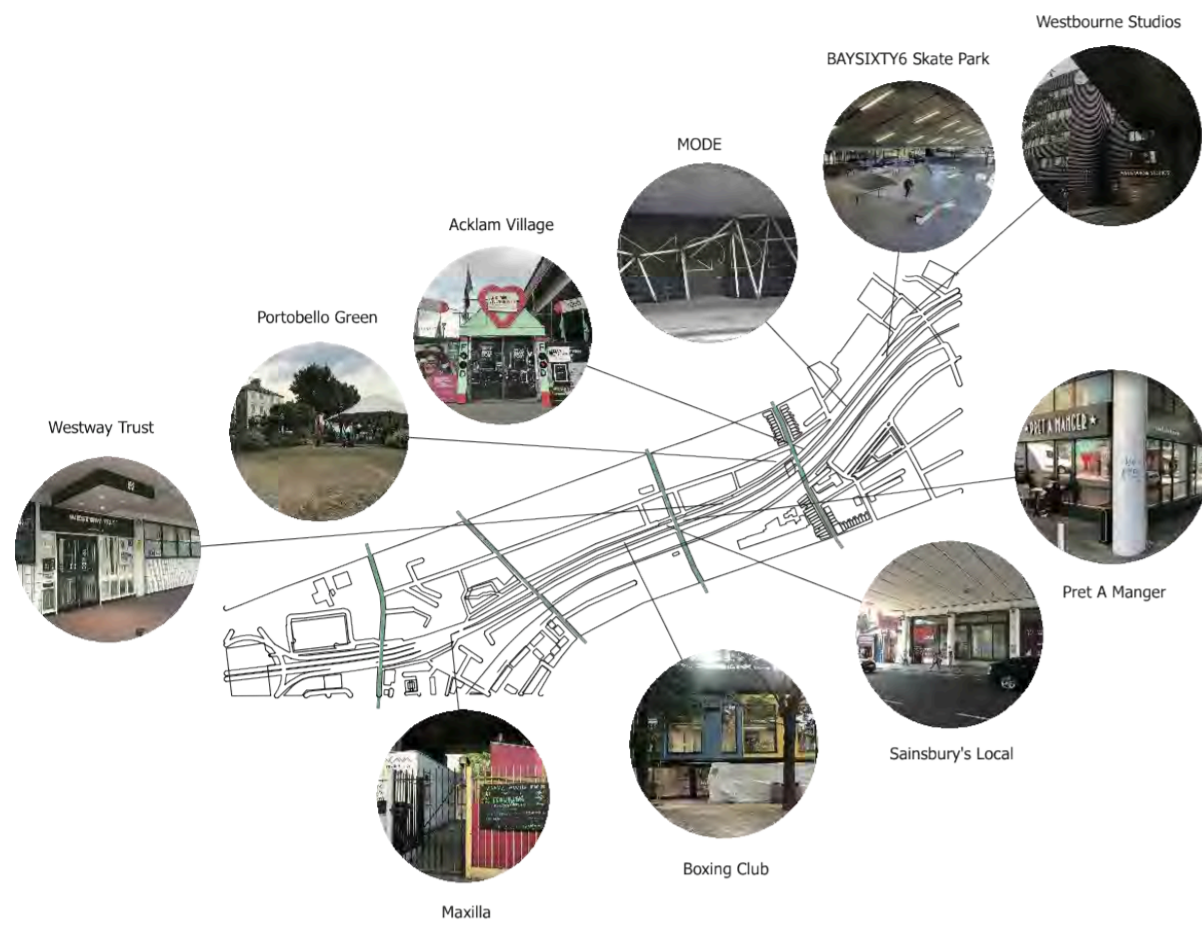 Westbourne Studios
BAYSIXTY6 Skate Park
MODE
Acklam Village
Portobello Green
Westway Trust
★PRET A MANGER★
Pret A Manger
Sainsbury's Local
Boxing Club
Maxilla